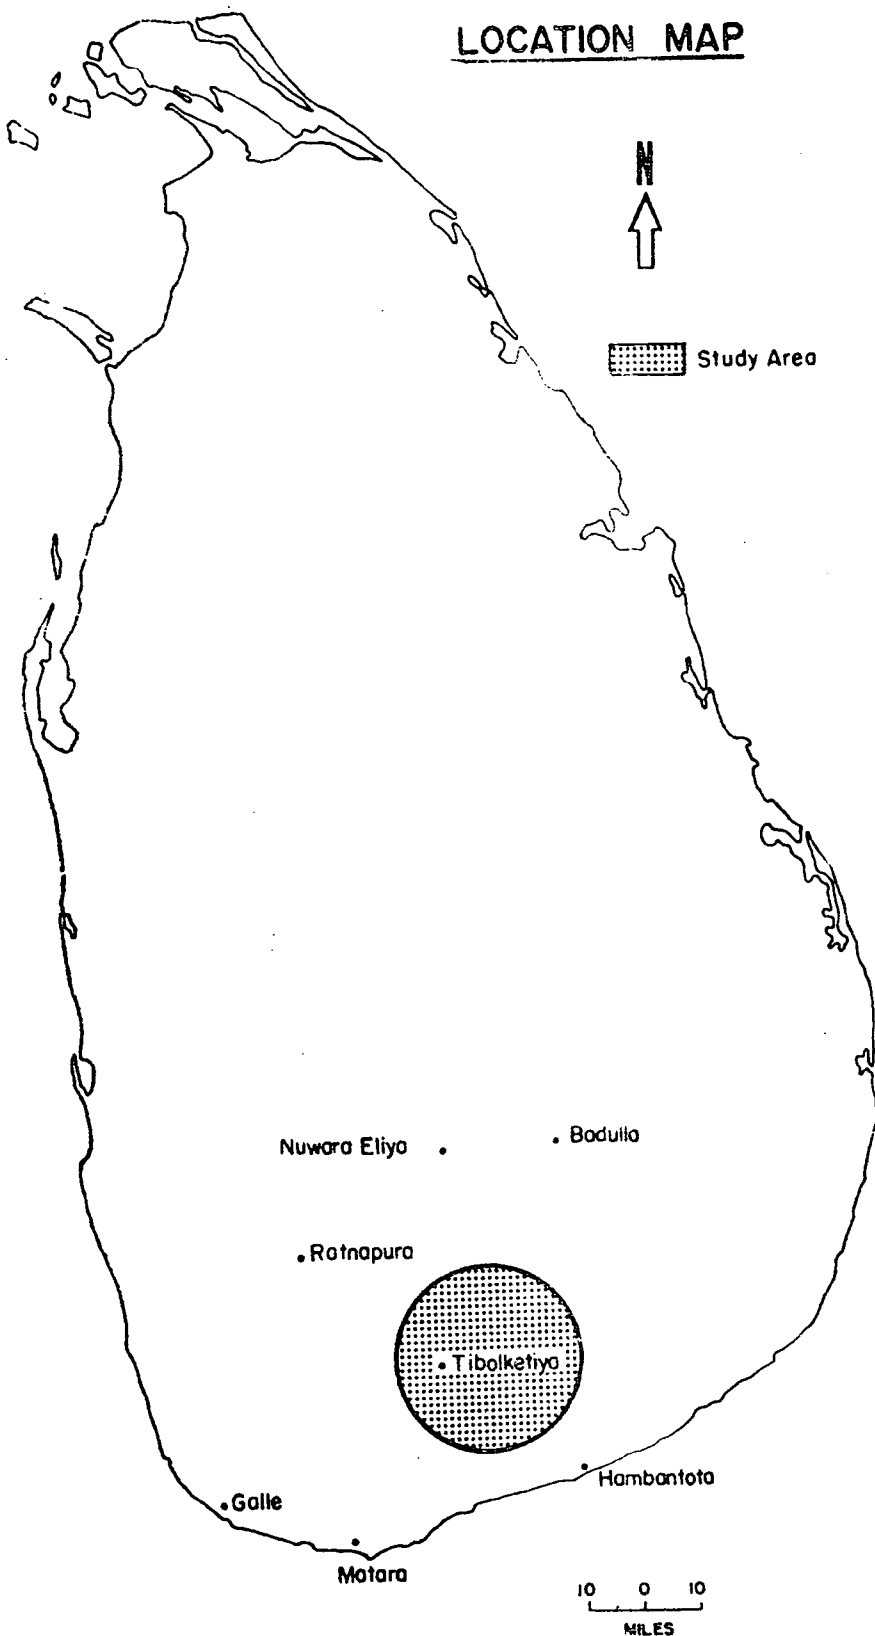 LOCATION MAP
N
Study Area
Nuwara Eliya
Badulla
Ratnapura
Tibolketiya
Hambantota
Galle
Matara
10 0 10
MILES